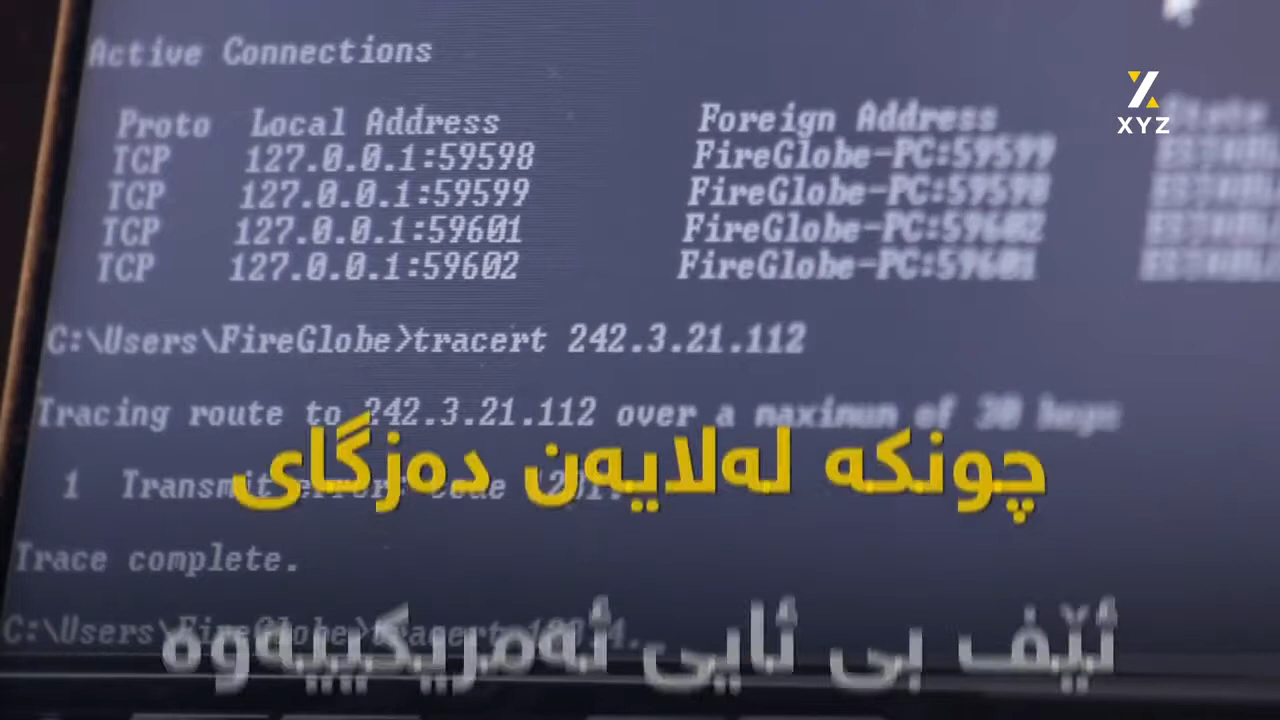 Active Connections
XYZ
Proto Local Address Foreign Address State
TCP 127.0.0.1:59598 FireGlobe-PC:59599
TCP 127.0.0.1:59599 FireGlobe-PC:59598
TCP 127.0.0.1:59601 FireGlobe-PC:59602
TCP 127.0.0.1:59602 FireGlobe-PC:59601
C:\Users\FireGlobe>tracert 242.3.21.112
Tracing route to 242.3.21.112 over a maximum of 30 hops
چونکە لەلایەن دەزگای
1 Transmit error: code
Trace complete.
ئێف بی ئایی ئەمریکییەوە
C:\Users\FireGlobe>tracert